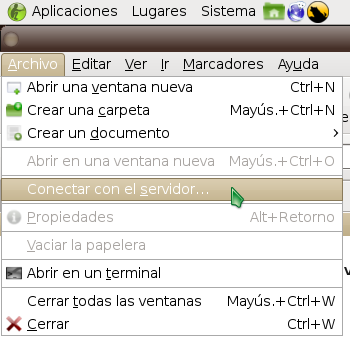 Aplicaciones Lugares Sistema
Archivo Editar Ver Ir Marcadores Ayuda
Abrir una ventana nueva Ctrl+N
Crear una carpeta Mayús.+Ctrl+N
Crear un documento
Abrir en una ventana nueva Mayús.+Ctrl+O
Conectar con el servidor...
Propiedades Alt+Retorno
Vaciar la papelera
Abrir en un terminal
Cerrar todas las ventanas Mayús.+Ctrl+W
Cerrar Ctrl+W